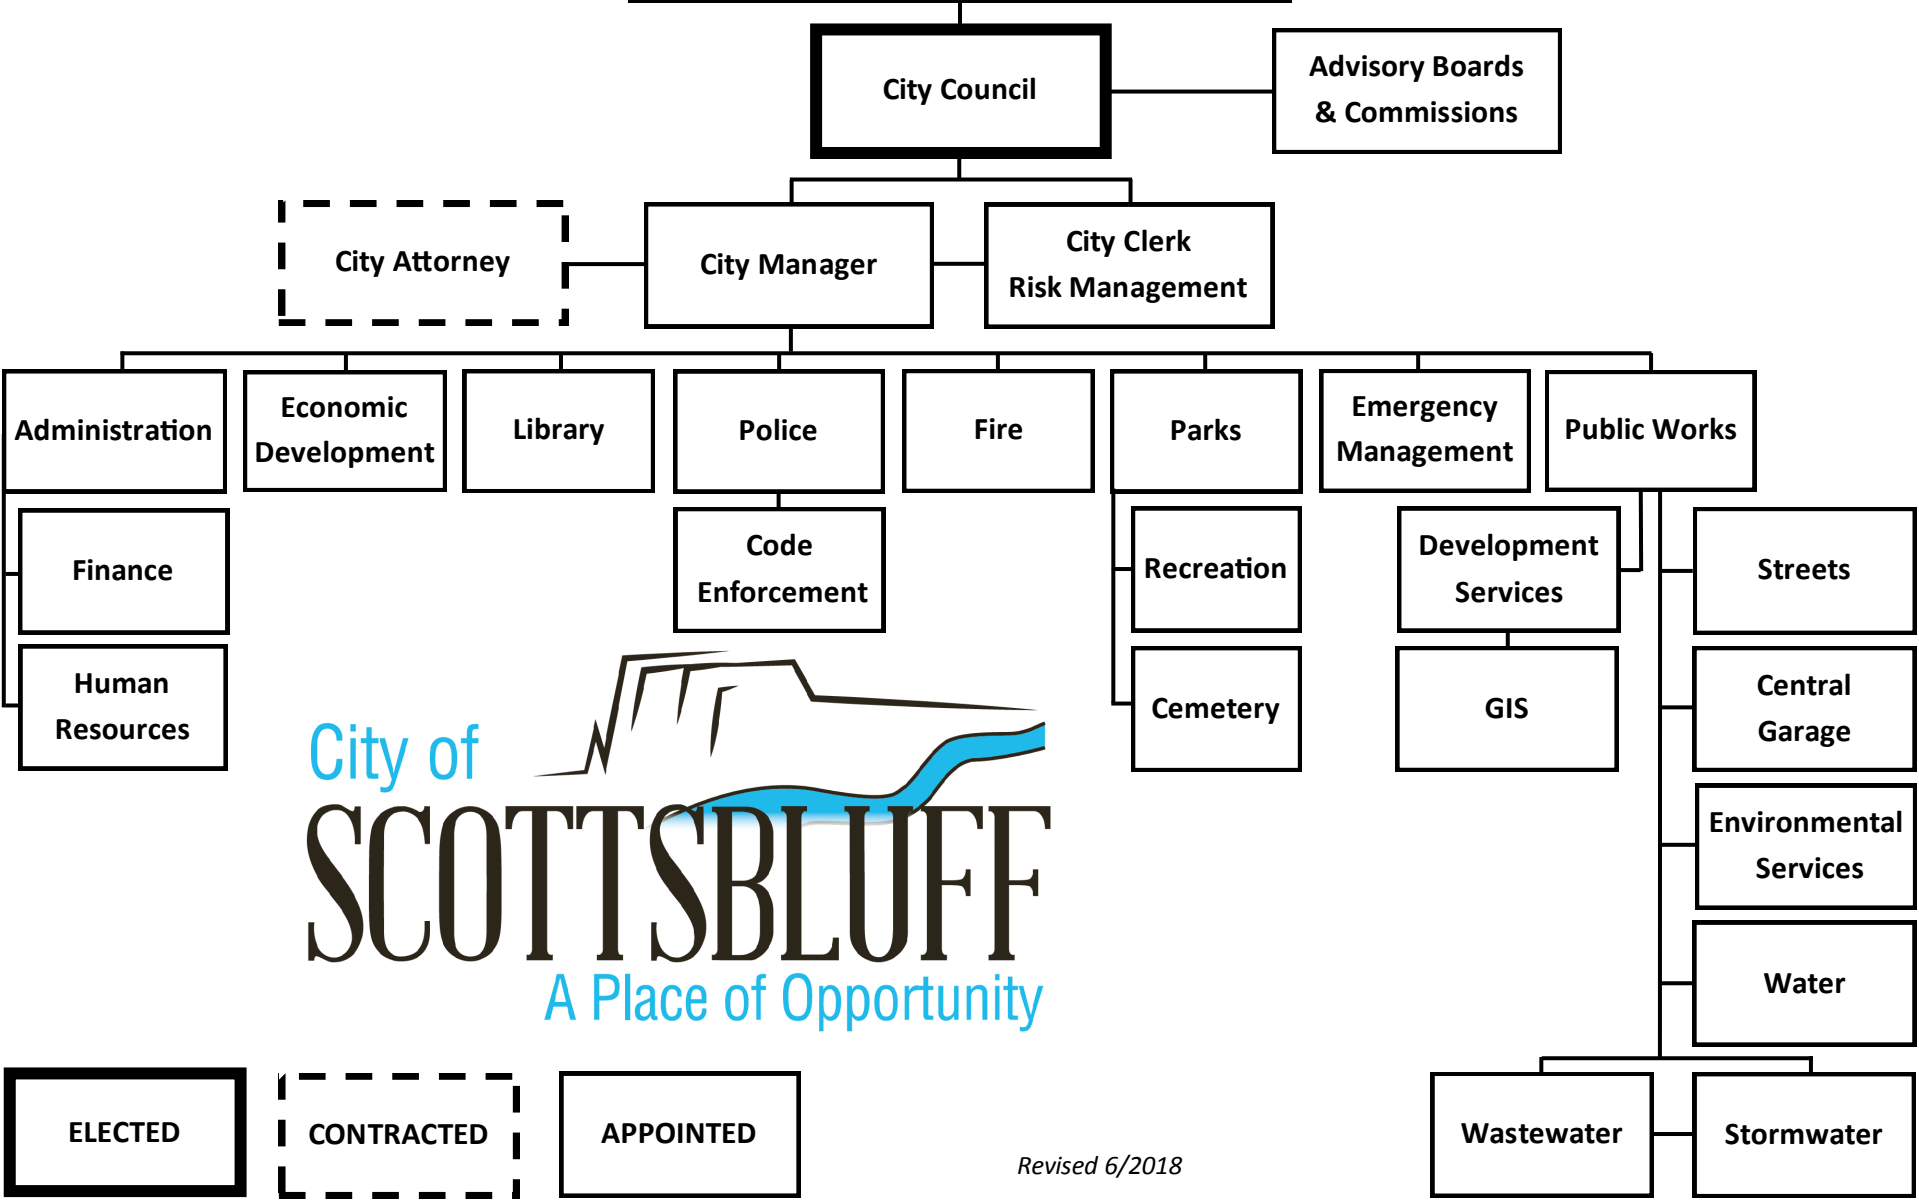 City Council
Advisory Boards
& Commissions
City Attorney
City Manager
City Clerk
Risk Management
Administration
Economic
Development
Library
Police
Fire
Parks
Emergency
Management
Public Works
Finance
Code
Enforcement
Recreation
Development
Services
Streets
Human
Resources
Cemetery
GIS
Central
Garage
City of
SCOTTSBLUFF
A Place of Opportunity
Environmental
Services
Water
ELECTED
CONTRACTED
APPOINTED
Revised 6/2018
Wastewater
Stormwater